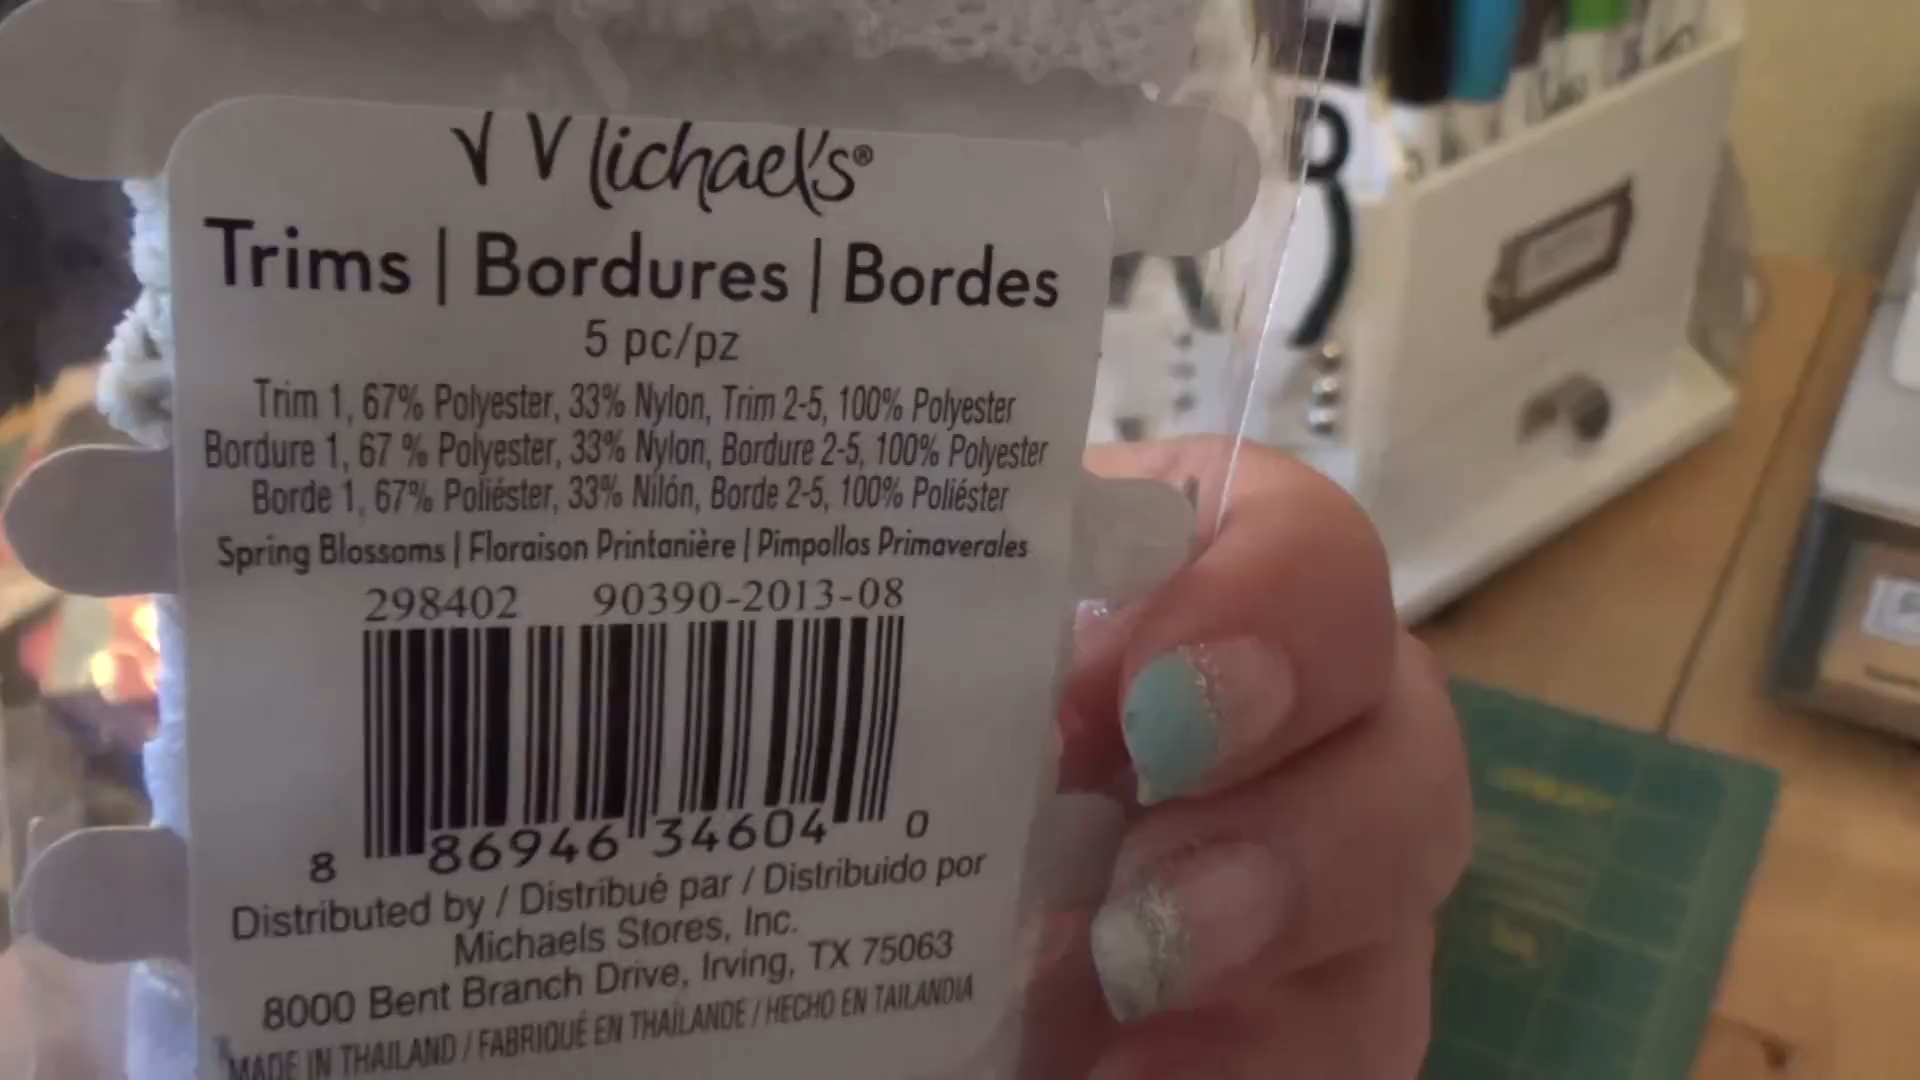 Michaels®
Trims | Bordures | Bordes
5 pc/pz
Trim 1, 67% Polyester, 33% Nylon, Trim 2-5, 100% Polyester
Bordure 1, 67 % Polyester, 33% Nylon, Bordure 2-5, 100% Polyester
Borde 1, 67% Poliéster, 33% Nilón, Borde 2-5, 100% Poliéster
Spring Blossoms | Floraison Printanière | Pimpollos Primaverales
298402 90390-2013-08
8 86946 34604 0
Distributed by / Distribué par / Distribuido por
Michaels Stores, Inc.
8000 Bent Branch Drive, Irving, TX 75063
MADE IN THAILAND / FABRIQUÉ EN THAÏLANDE / HECHO EN TAILANDIA